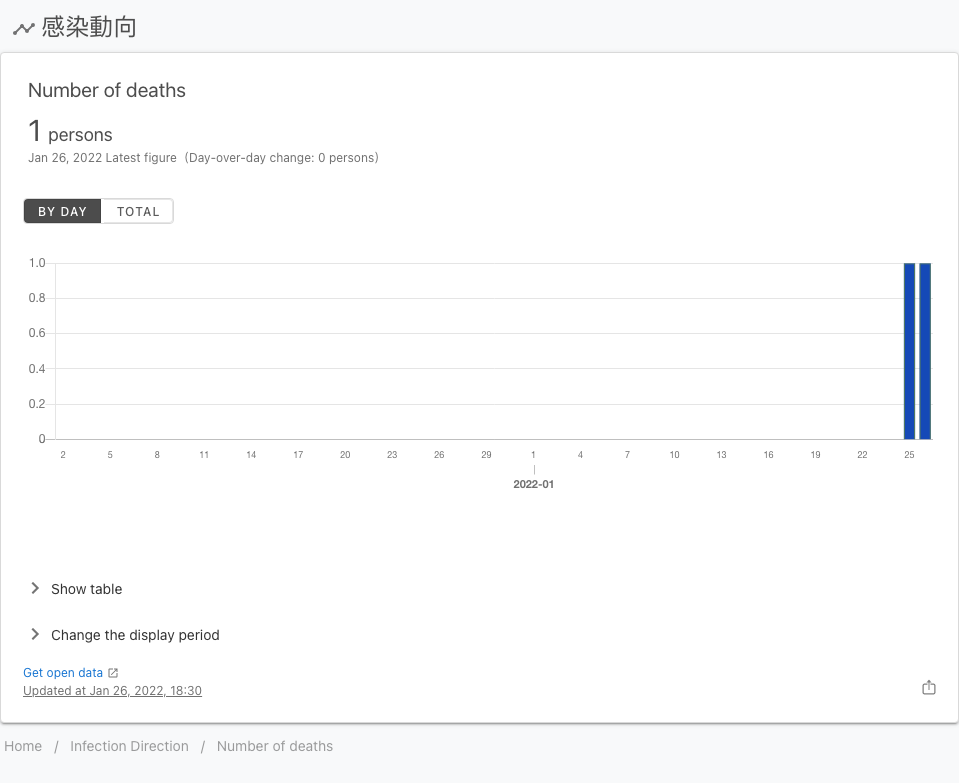 感染動向
Number of deaths
1 persons
Jan 26, 2022 Latest figure (Day-over-day change: 0 persons)
BY DAY TOTAL
1.0
0.8
0.6
0.4
0.2
0
2 5 8 11 14 17 20 23 26 29 1 4 7 10 13 16 19 22 25
2022-01
Show table
Change the display period
Get open data
Updated at Jan 26, 2022, 18:30
Home / Infection Direction / Number of deaths